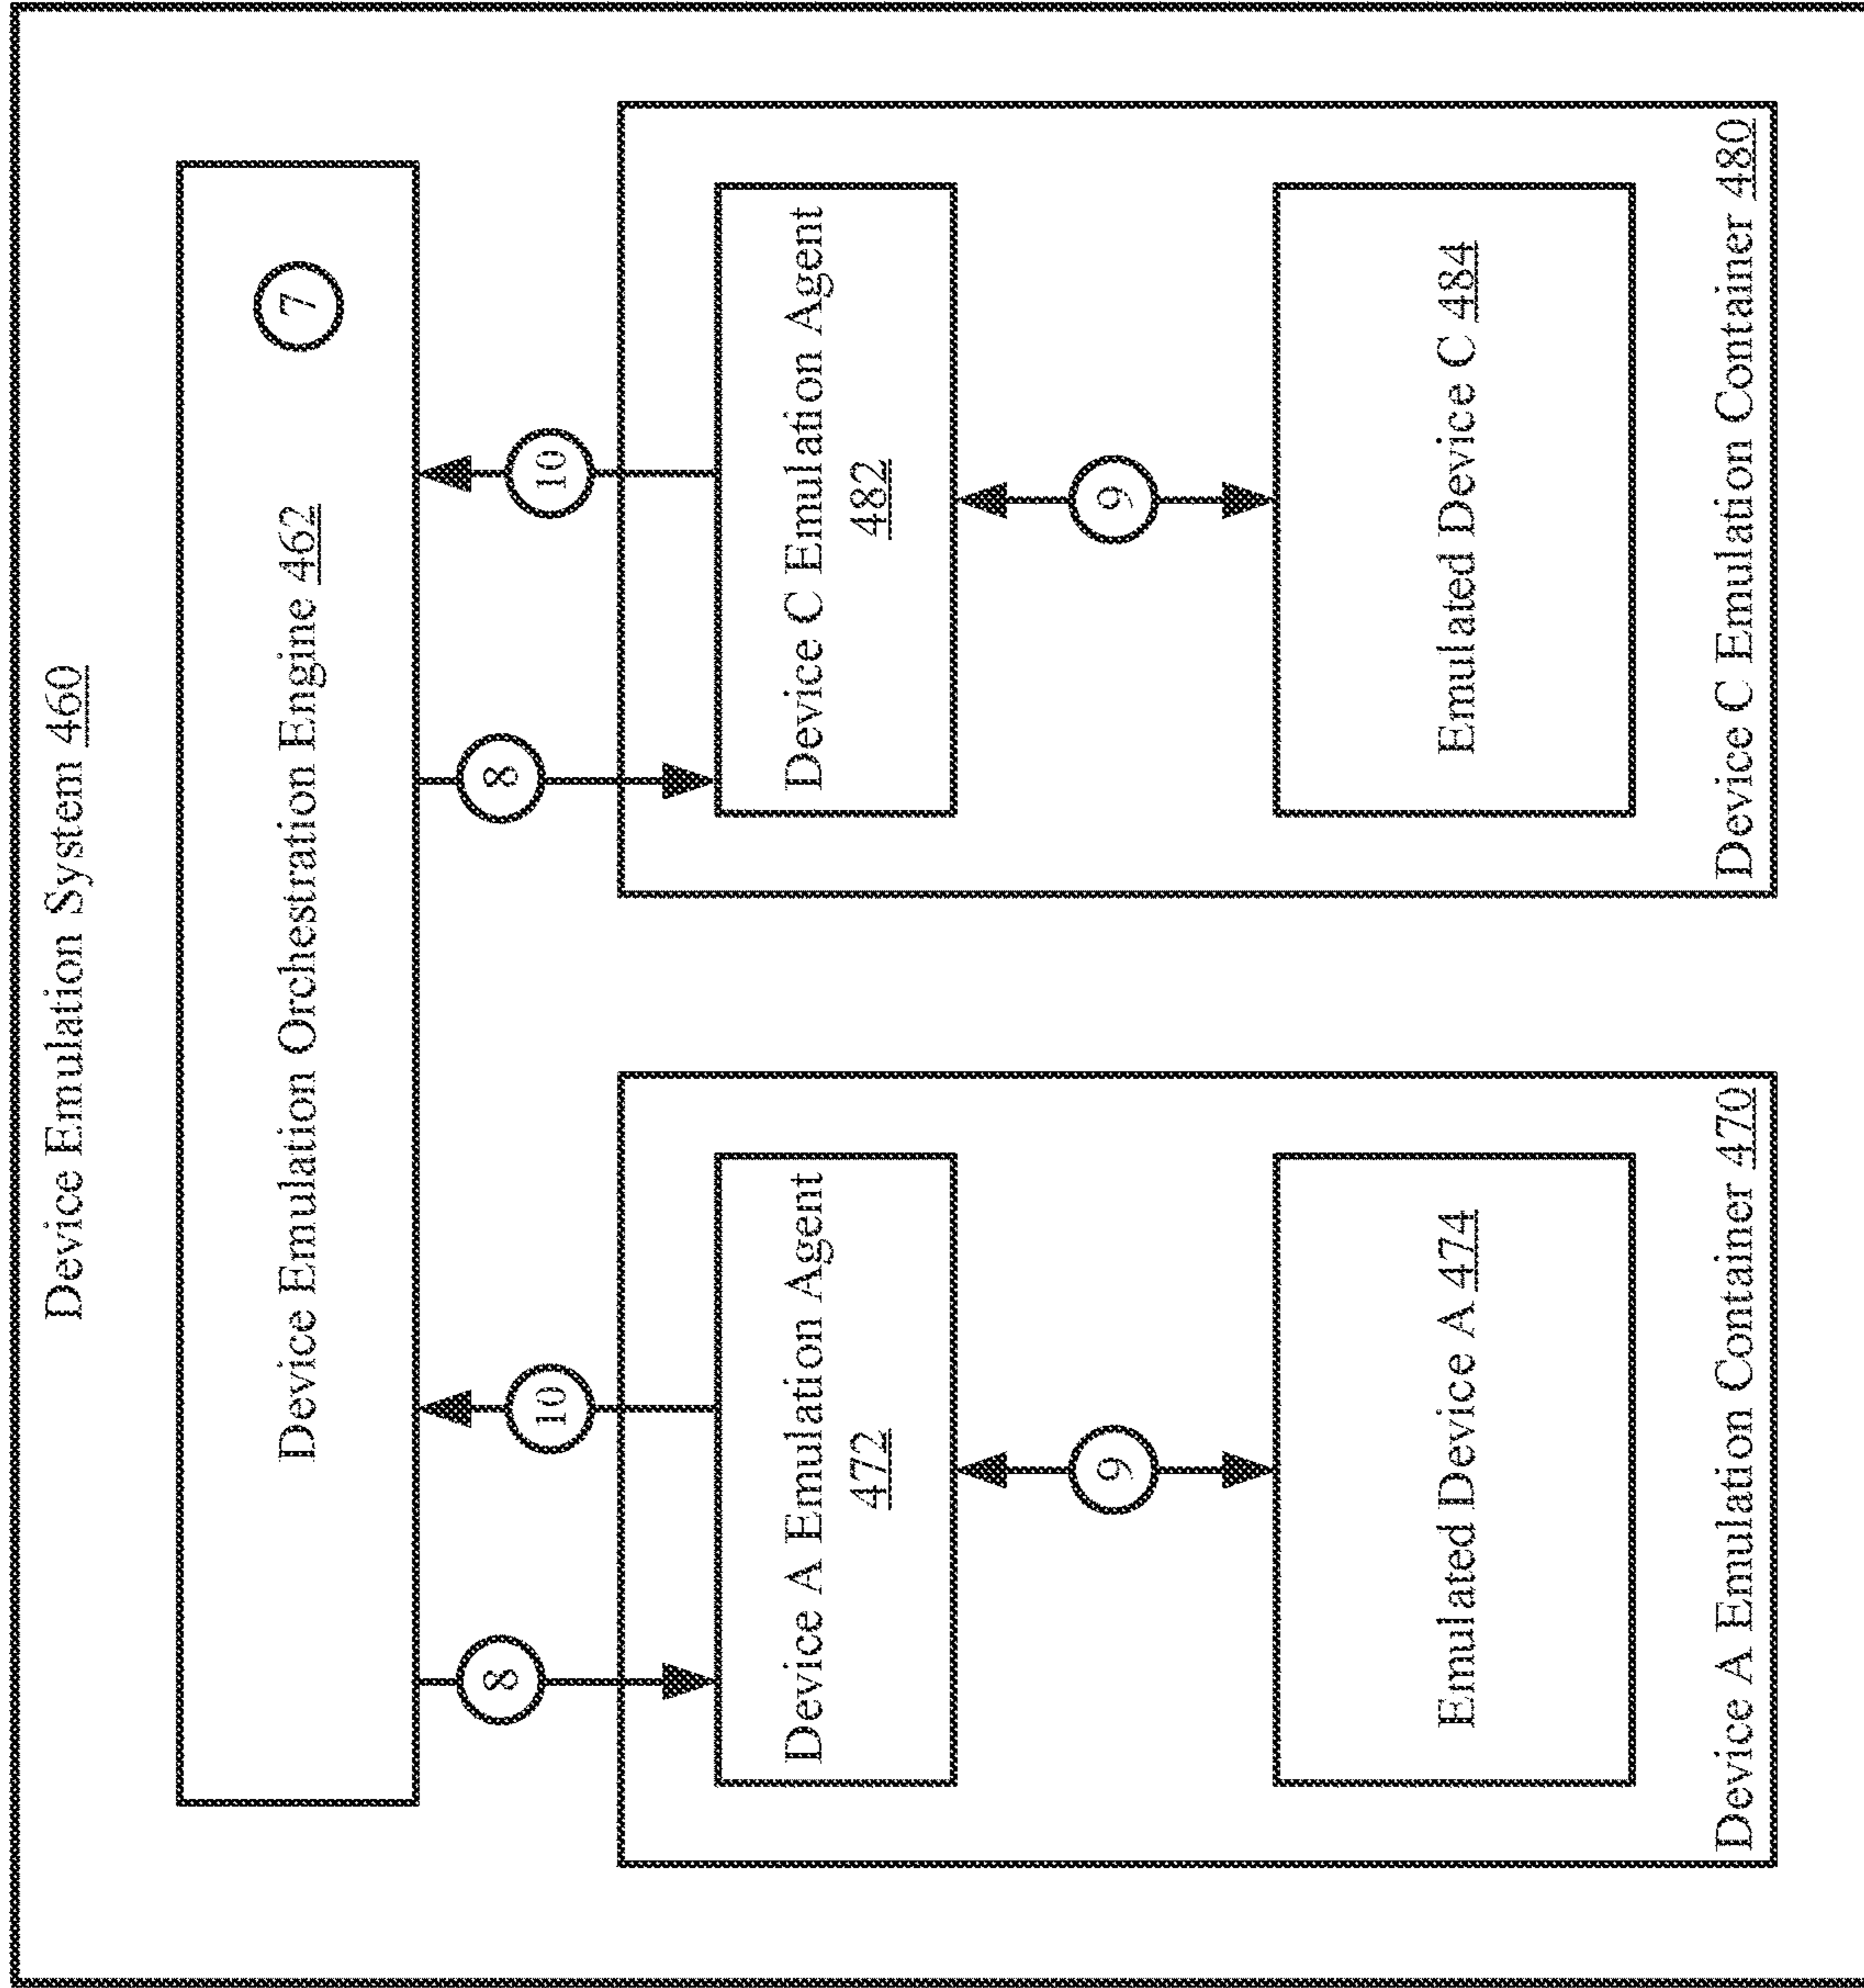 Device Emulation System 460
Device Emulation Orchestration Engine 462
7
8
10
8
10
Device A Emulation Agent
472
Device C Emulation Agent
482
9
9
Emulated Device A 474
Emulated Device C 484
Device A Emulation Container 470
Device C Emulation Container 480